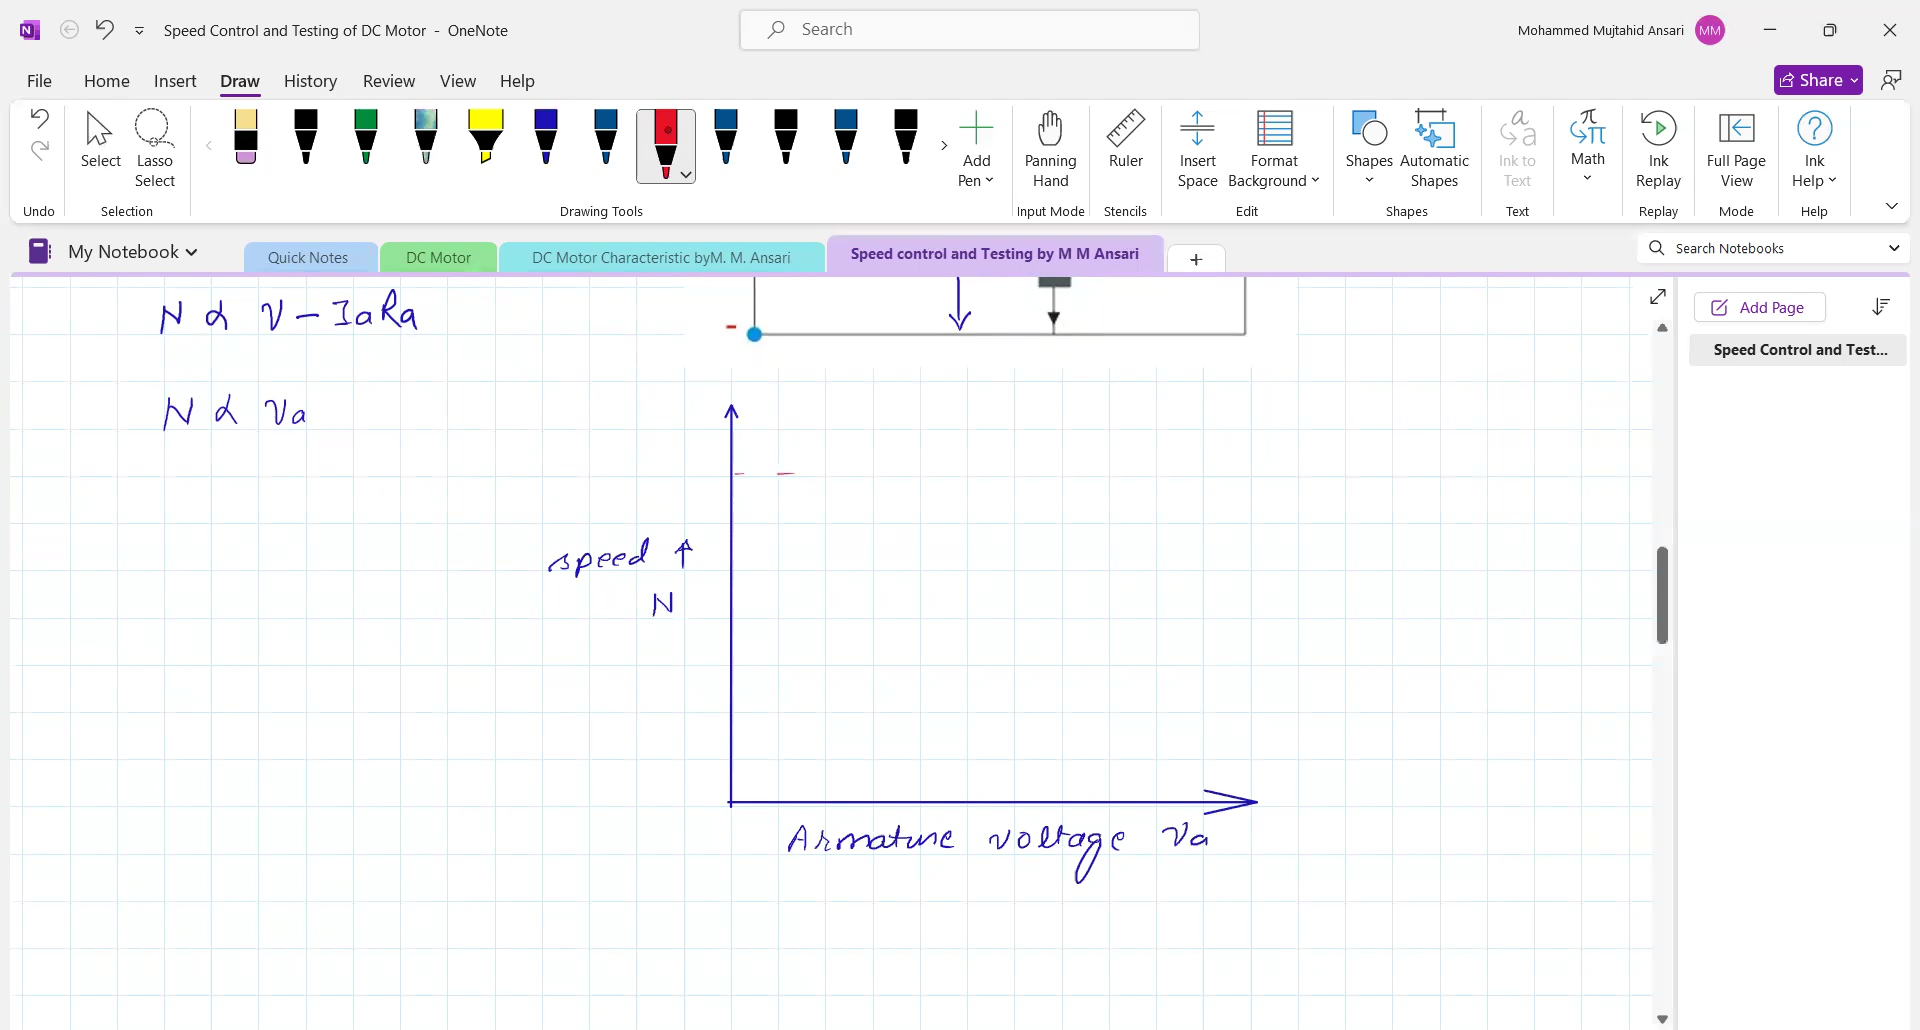 Speed Control and Testing of DC Motor - OneNote
Search
Mohammed Mujtahid Ansari
MM
File Home Insert Draw History Review View Help
Share
Select
Lasso Select
Add Pen
Panning Hand
Ruler
Insert Space
Format Background
Shapes
Automatic Shapes
Ink to Text
Math
Ink Replay
Full Page View
Ink Help
Undo Selection Drawing Tools Input Mode Stencils Edit Shapes Text Replay Mode Help
My Notebook
Quick Notes
DC Motor
DC Motor Characteristic byM. M. Ansari
Speed control and Testing by M M Ansari
+
Search Notebooks
Add Page
Speed Control and Test...
N α V - IaRa
-
N α Va
speed ↑
N
Armature voltage Va